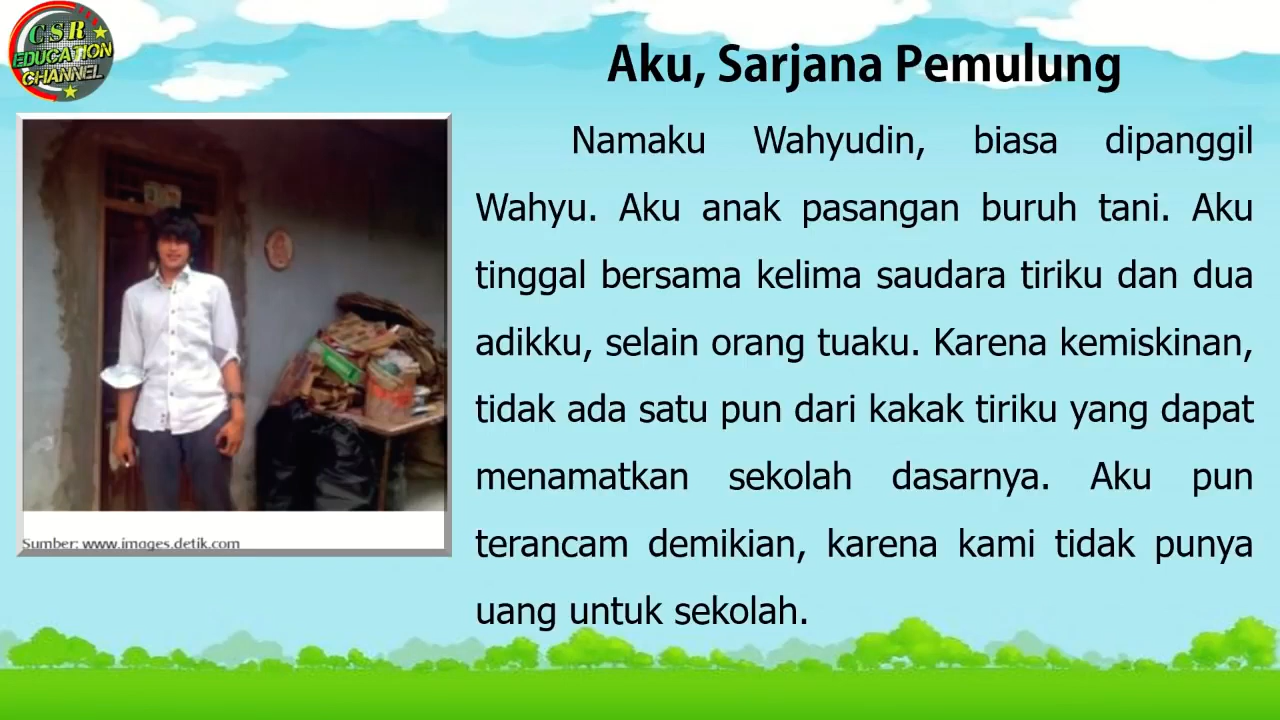 CSR
EDUCATION
CHANNEL
Aku, Sarjana Pemulung
Namaku Wahyudin, biasa dipanggil
Wahyu. Aku anak pasangan buruh tani. Aku
tinggal bersama kelima saudara tiriku dan dua
adikku, selain orang tuaku. Karena kemiskinan,
tidak ada satu pun dari kakak tiriku yang dapat
menamatkan sekolah dasarnya. Aku pun
terancam demikian, karena kami tidak punya
uang untuk sekolah.
Sumber: www.images.detik.com